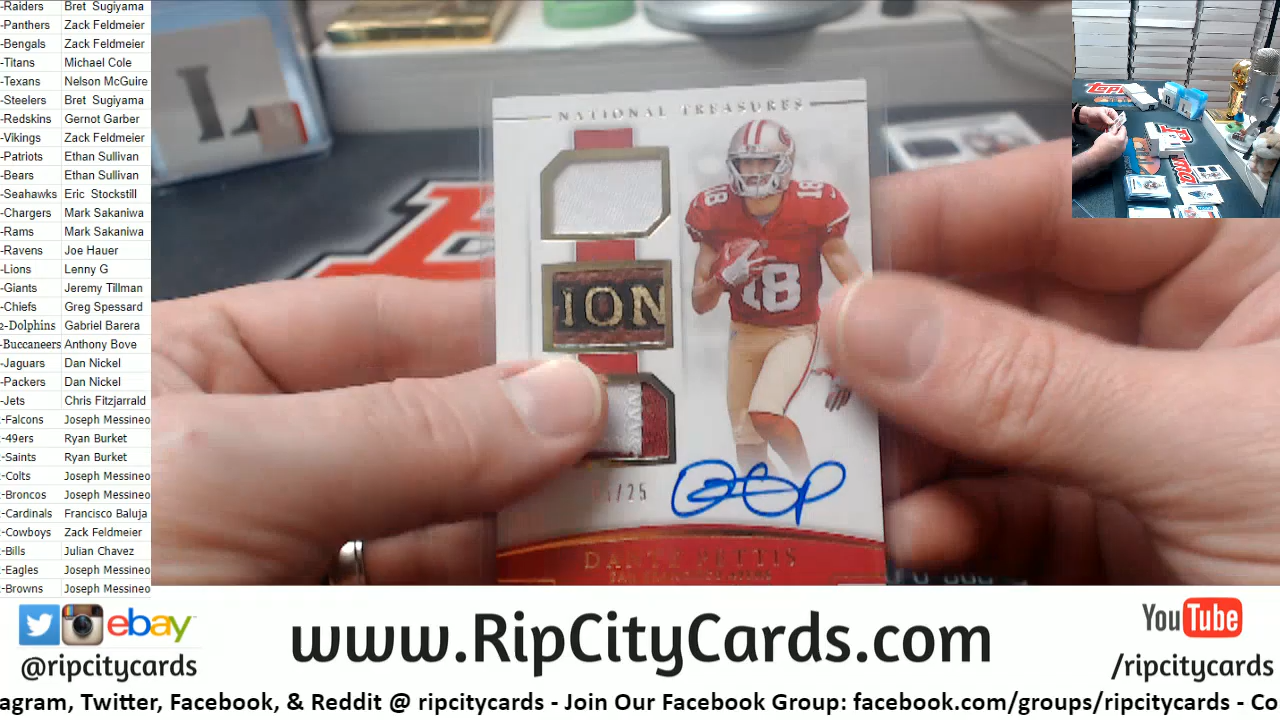 -Raiders Bret Sugiyama
-Panthers Zack Feldmeier
-Bengals Zack Feldmeier
-Titans Michael Cole
-Texans Nelson McGuire
-Steelers Bret Sugiyama
-Redskins Gernot Garber
-Vikings Zack Feldmeier
-Patriots Ethan Sullivan
-Bears Ethan Sullivan
-Seahawks Eric Stockstill
-Chargers Mark Sakaniwa
-Rams Mark Sakaniwa
-Ravens Joe Hauer
-Lions Lenny G
-Giants Jeremy Tillman
-Chiefs Greg Spessard
2-Dolphins Gabriel Barera
-Buccaneers Anthony Bove
-Jaguars Dan Nickel
-Packers Dan Nickel
-Jets Chris Fitzjarrald
-Falcons Joseph Messineo
-49ers Ryan Burket
-Saints Ryan Burket
-Colts Joseph Messineo
-Broncos Joseph Messineo
-Cardinals Francisco Baluja
-Cowboys Zack Feldmeier
-Bills Julian Chavez
-Eagles Joseph Messineo
-Browns Joseph Messineo
L
NATIONAL TREASURES
18 18
18
ION
/25
DANTE PETTIS
ebay
@ripcitycards
www.RipCityCards.com
YouTube
/ripcitycards
agram, Twitter, Facebook, & Reddit @ ripcitycards - Join Our Facebook Group: facebook.com/groups/ripcitycards - Co